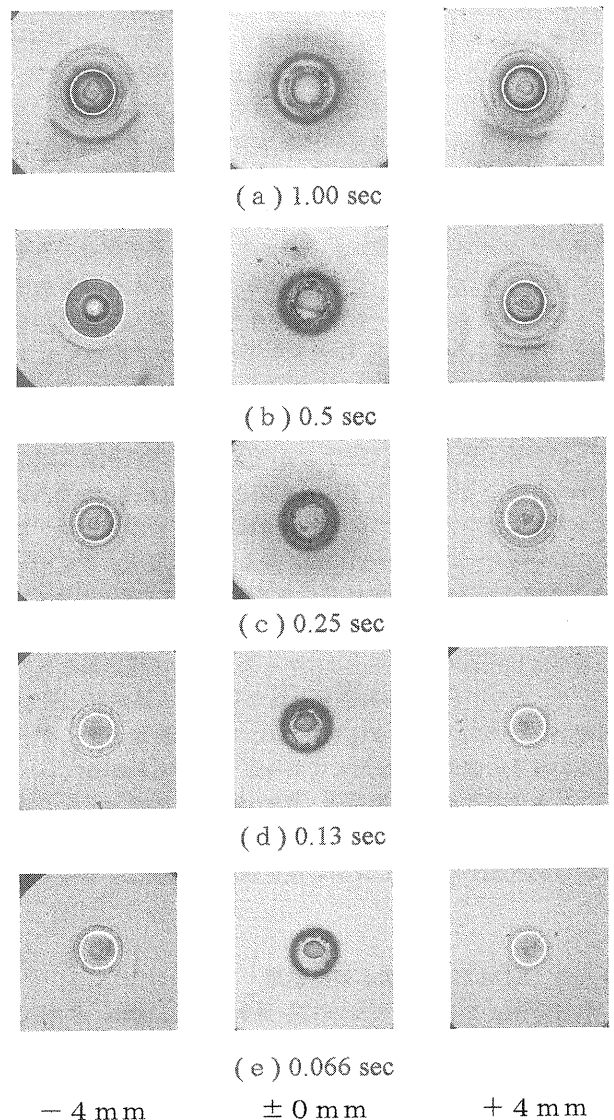 (a) 1.00 sec
(b) 0.5 sec
(c) 0.25 sec
(d) 0.13 sec
(e) 0.066 sec
− 4 mm ± 0 mm + 4 mm